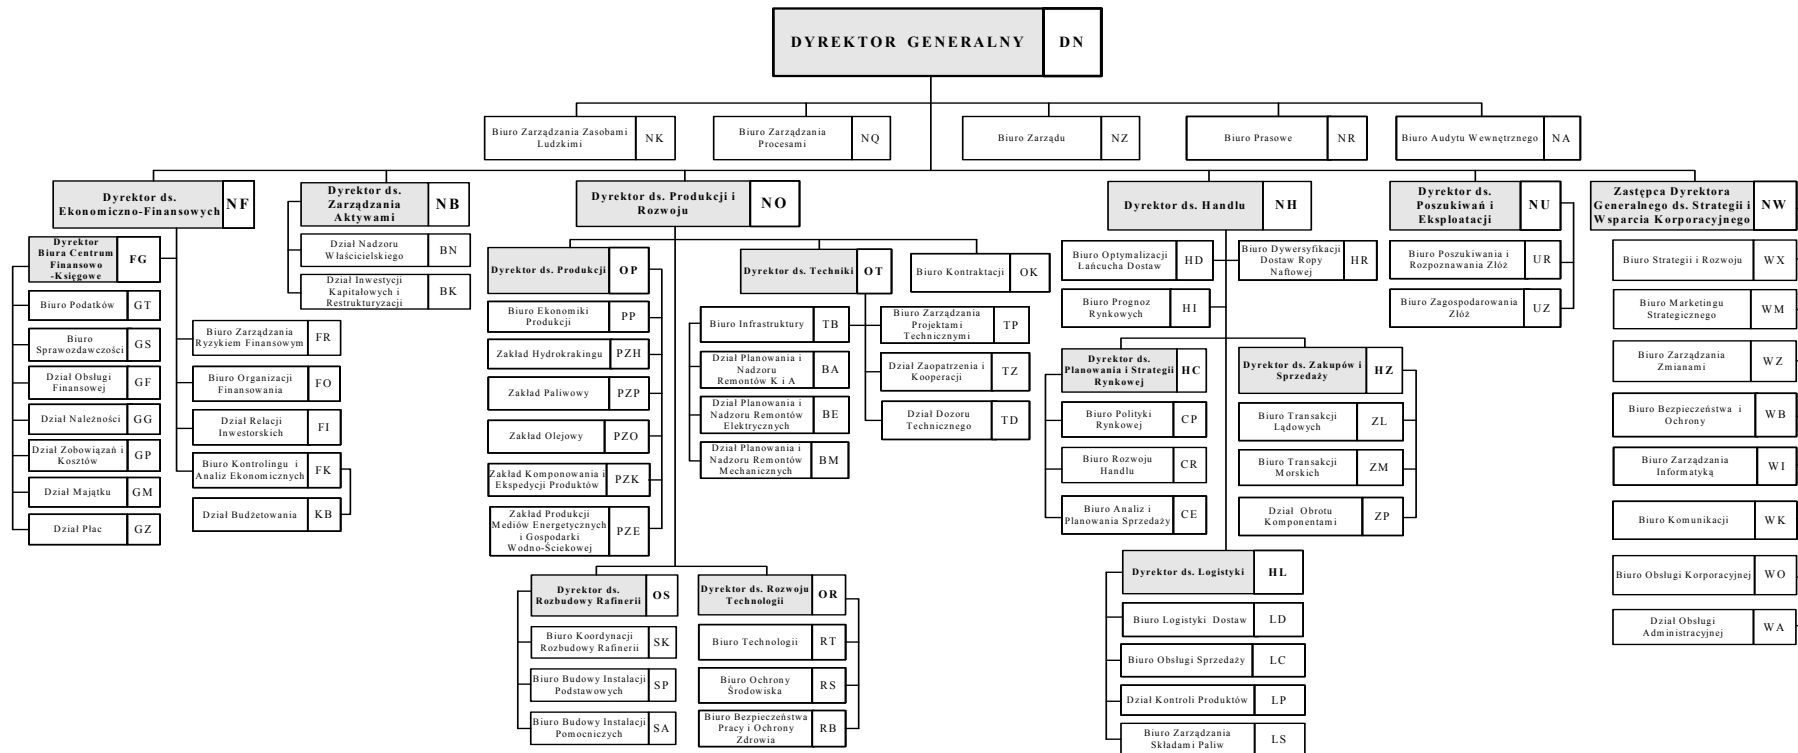 DYREKTOR GENERALNY
DN
Biuro Zarządzania Zasobami
Ludzkimi
NK
Biuro Zarządzania
Procesami
NQ
Biuro Zarządu
NZ
Biuro Prasowe
NR
Biuro Audytu Wewnętrznego
NA
Dyrektor ds.
Ekonomiczno-Finansowych
NF
Dyrektor
Biura Centrum
Finansowo
-Księgowe
FG
Biuro Podatków
GT
Biuro
Sprawozdawczości
GS
Dział Obsługi
Finansowej
GF
Dział Należności
GG
Dział Zobowiązań i
Kosztów
GP
Dział Majątku
GM
Dział Płac
GZ
Biuro Zarządzania
Ryzykiem Finansowym
FR
Biuro Organizacji
Finansowania
FO
Dział Relacji
Inwestorskich
FI
Biuro Kontrolingu i
Analiz Ekonomicznych
FK
Dział Budżetowania
KB
Dyrektor ds.
Zarządzania
Aktywami
NB
Dział Nadzoru
Właścicielskiego
BN
Dział Inwestycji
Kapitałowych i
Restrukturyzacji
BK
Dyrektor ds. Produkcji i
Rozwoju
NO
Dyrektor ds. Produkcji
OP
Biuro Ekonomiki
Produkcji
PP
Zakład Hydrokrakingu
PZH
Zakład Paliwowy
PZP
Zakład Olejowy
PZO
Zakład Komponowania i
Ekspedycji Produktów
PZK
Zakład Produkcji
Mediów Energetycznych
i Gospodarki
Wodno-Ściekowej
PZE
Dyrektor ds. Techniki
OT
Biuro Infrastruktury
TB
Dział Planowania i
Nadzoru
Remontów K i A
BA
Dział Planowania i
Nadzoru Remontów
Elektrycznych
BE
Dział Planowania i
Nadzoru Remontów
Mechanicznych
BM
Biuro Zarządzania
Projektami
Technicznymi
TP
Dział Zaopatrzenia i
Kooperacji
TZ
Dział Dozoru
Technicznego
TD
Biuro Kontraktacji
OK
Dyrektor ds.
Rozbudowy Rafinerii
OS
Biuro Koordynacji
Rozbudowy Rafinerii
SK
Biuro Budowy Instalacji
Podstawowych
SP
Biuro Budowy Instalacji
Pomocniczych
SA
Dyrektor ds. Rozwoju
Technologii
OR
Biuro Technologii
RT
Biuro Ochrony
Środowiska
RS
Biuro Bezpieczeństwa
Pracy i Ochrony
Zdrowia
RB
Dyrektor ds. Handlu
NH
Biuro Optymalizacji
Łańcucha Dostaw
HD
Biuro Dywersyfikacji
Dostaw Ropy
Naftowej
HR
Biuro Prognoz
Rynkowych
HI
Dyrektor ds.
Planowania i Strategii
Rynkowej
HC
Biuro Polityki
Rynkowej
CP
Biuro Rozwoju
Handlu
CR
Biuro Analiz i
Planowania Sprzedaży
CE
Dyrektor ds. Zakupów i
Sprzedaży
HZ
Biuro Transakcji
Lądowych
ZL
Biuro Transakcji
Morskich
ZM
Dział Obrotu
Komponentami
ZP
Dyrektor ds. Logistyki
HL
Biuro Logistyki Dostaw
LD
Biuro Obsługi Sprzedaży
LC
Dział Kontroli Produktów
LP
Biuro Zarządzania
Składami Paliw
LS
Dyrektor ds.
Poszukiwań i
Eksploatacji
NU
Biuro Poszukiwania i
Rozpoznawania Złóż
UR
Biuro Zagospodarowania
Złóż
UZ
Zastępca Dyrektora
Generalnego ds. Strategii i
Wsparcia Korporacyjnego
NW
Biuro Strategii i Rozwoju
WX
Biuro Marketingu
Strategicznego
WM
Biuro Zarządzania
Zmianami
WZ
Biuro Bezpieczeństwa i
Ochrony
WB
Biuro Zarządzania
Informatyką
WI
Biuro Komunikacji
WK
Biuro Obsługi Korporacyjnej
WO
Dział Obsługi
Administracyjnej
WA